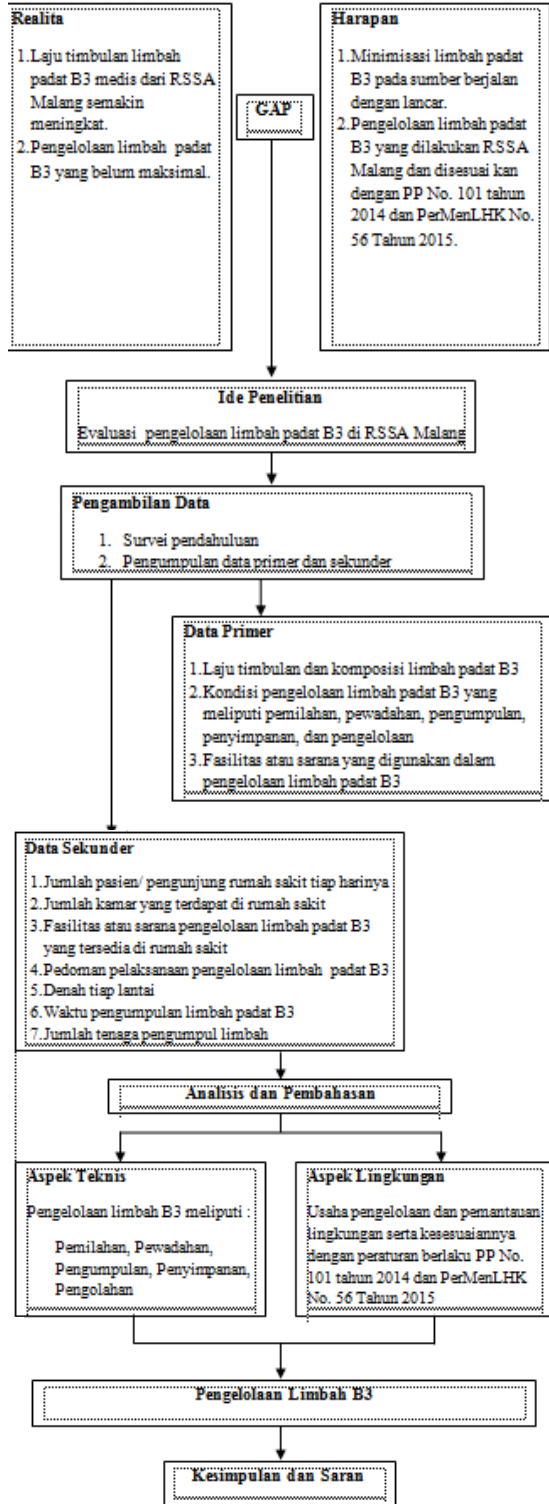 Realita
1.Laju timbulan limbah
padat B3 medis dari RSSA
Malang semakin
meningkat.
2.Pengelolaan limbah padat
B3 yang belum maksimal.
GAP
Harapan
1.Minimisasi limbah padat
B3 pada sumber berjalan
dengan lancar.
2.Pengelolaan limbah padat
B3 yang dilakukan RSSA
Malang dan disesuai kan
dengan PP No. 101 tahun
2014 dan PerMenLHK No.
56 Tahun 2015.
Ide Penelitian
Evaluasi pengelolaan limbah padat B3 di RSSA Malang
Pengambilan Data
1. Survei pendahuluan
2. Pengumpulan data primer dan sekunder
Data Primer
1.Laju timbulan dan komposisi limbah padat B3
2.Kondisi pengelolaan limbah padat B3 yang
meliputi pemilahan, pewadahan, pengumpulan,
penyimpanan, dan pengelolaan
3.Fasilitas atau sarana yang digunakan dalam
pengelolaan limbah padat B3
Data Sekunder
1.Jumlah pasien/ pengunjung rumah sakit tiap harinya
2.Jumlah kamar yang terdapat di rumah sakit
3.Fasilitas atau sarana pengelolaan limbah padat B3
yang tersedia di rumah sakit
4.Pedoman pelaksanaan pengelolaan limbah padat B3
5.Denah tiap lantai
6.Waktu pengumpulan limbah padat B3
7.Jumlah tenaga pengumpul limbah
Analisis dan Pembahasan
Aspek Teknis
Pengelolaan limbah B3 meliputi :
Pemilahan, Pewadahan,
Pengumpulan, Penyimpanan,
Pengolahan
Aspek Lingkungan
Usaha pengelolaan dan pemantauan
lingkungan serta kesesuaiannya
dengan peraturan berlaku PP No.
101 tahun 2014 dan PerMenLHK
No. 56 Tahun 2015
Pengelolaan Limbah B3
Kesimpulan dan Saran